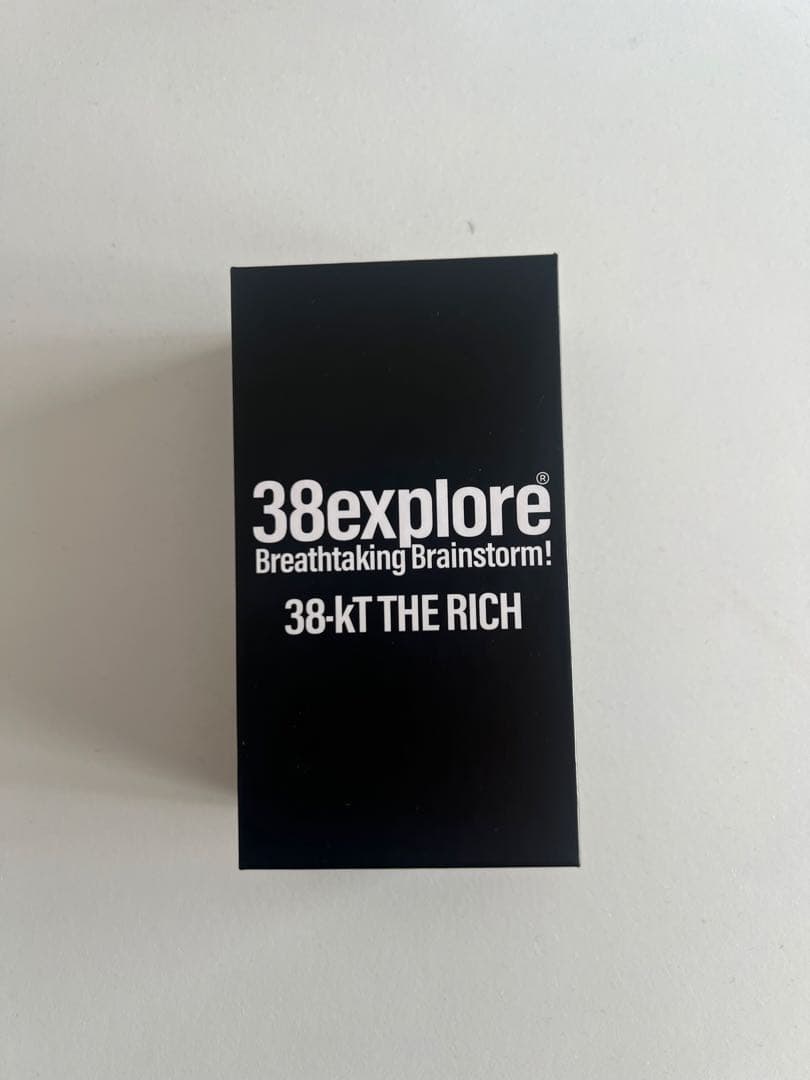 38explore®
Breathtaking Brainstorm!
38-kT THE RICH